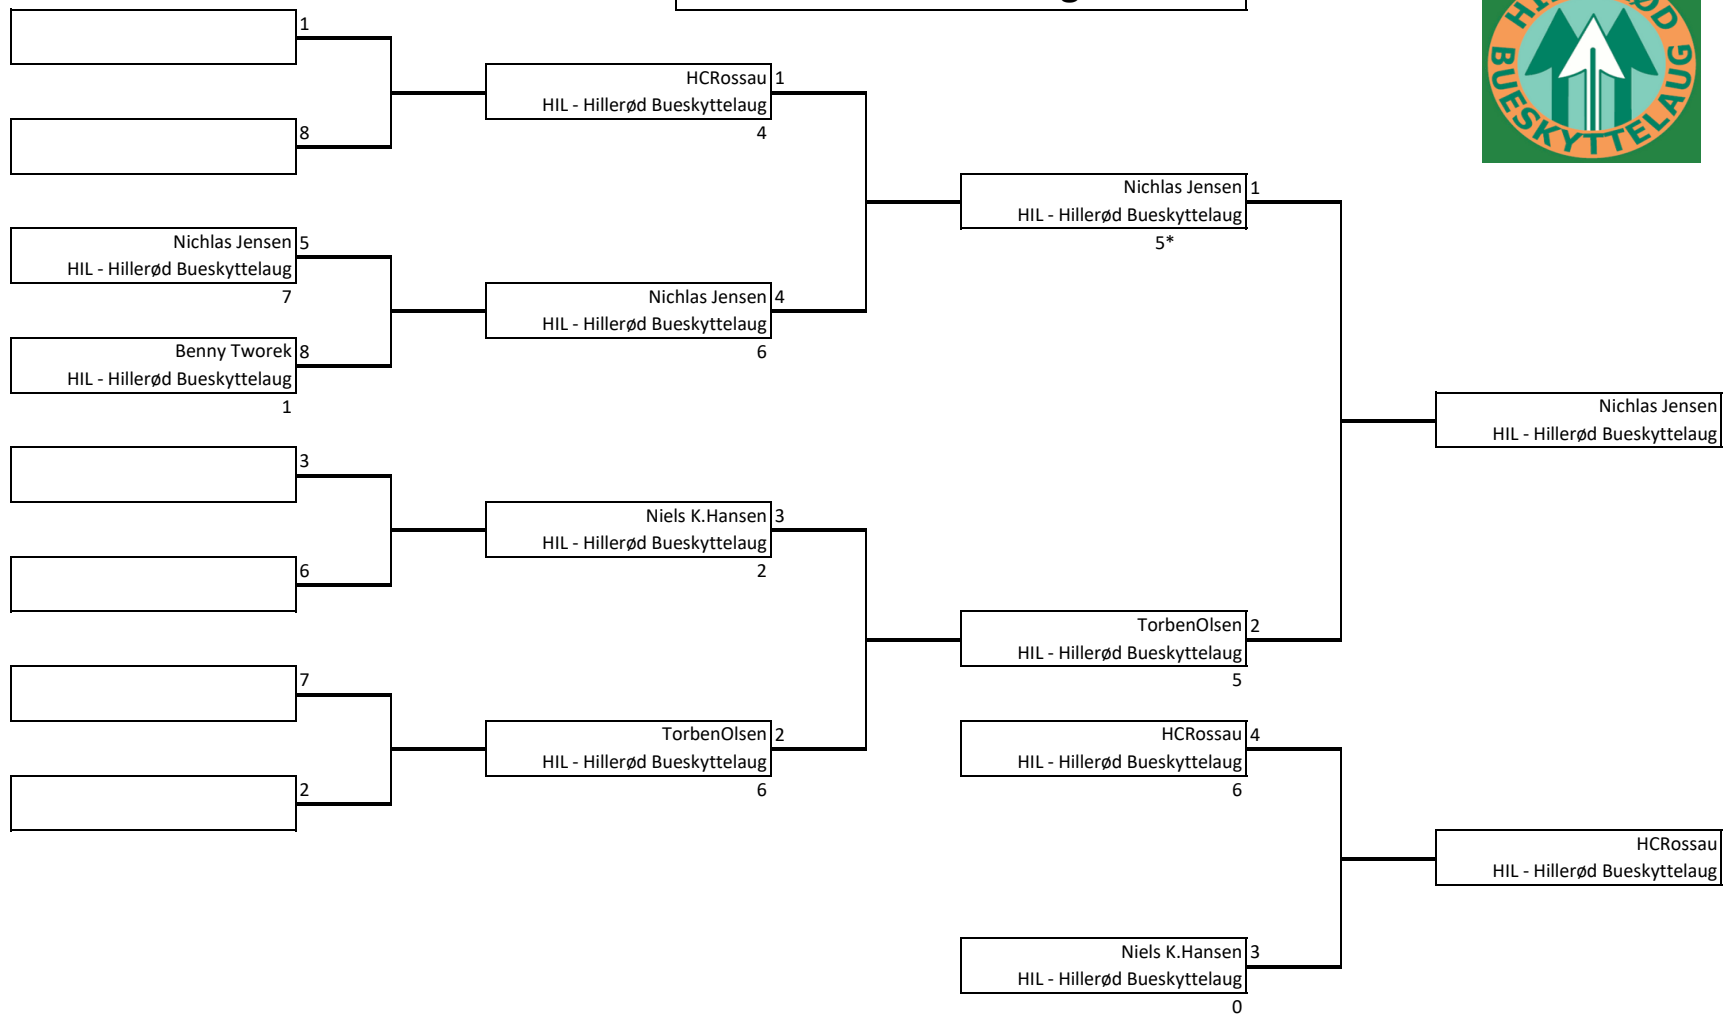 1
8
Nichlas Jensen 5
HIL - Hillerød Bueskyttelaug
7
Benny Tworek 8
HIL - Hillerød Bueskyttelaug
1
3
6
7
2
HCRossau 1
HIL - Hillerød Bueskyttelaug
4
Nichlas Jensen 4
HIL - Hillerød Bueskyttelaug
6
Niels K.Hansen 3
HIL - Hillerød Bueskyttelaug
2
TorbenOlsen 2
HIL - Hillerød Bueskyttelaug
6
Nichlas Jensen 1
HIL - Hillerød Bueskyttelaug
5*
TorbenOlsen 2
HIL - Hillerød Bueskyttelaug
5
HCRossau 4
HIL - Hillerød Bueskyttelaug
6
Niels K.Hansen 3
HIL - Hillerød Bueskyttelaug
0
Nichlas Jensen
HIL - Hillerød Bueskyttelaug
HCRossau
HIL - Hillerød Bueskyttelaug
BUESKYTTELAUG